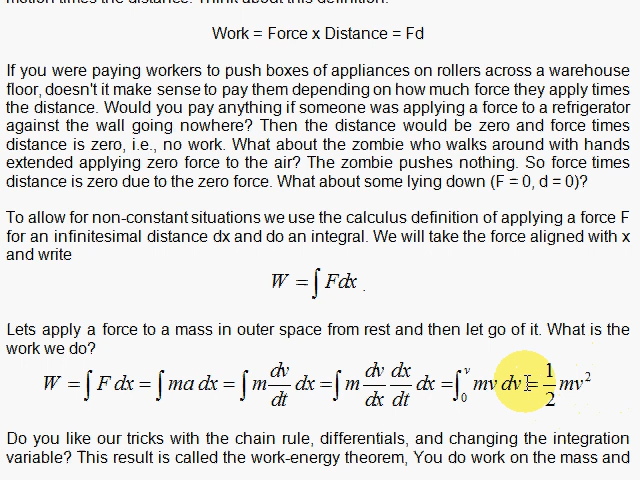 motion times the distance. Think about this definition.
Work = Force x Distance = Fd
If you were paying workers to push boxes of appliances on rollers across a warehouse
floor, doesn't it make sense to pay them depending on how much force they apply times
the distance. Would you pay anything if someone was applying a force to a refrigerator
against the wall going nowhere? Then the distance would be zero and force times
distance is zero, i.e., no work. What about the zombie who walks around with hands
extended applying zero force to the air? The zombie pushes nothing. So force times
distance is zero due to the zero force. What about some lying down (F = 0, d = 0)?
To allow for non-constant situations we use the calculus definition of applying a force F
for an infinitesimal distance dx and do an integral. We will take the force aligned with x
and write
W = ∫ Fdx .
Lets apply a force to a mass in outer space from rest and then let go of it. What is the
work we do?
W = ∫ F dx = ∫ ma dx = ∫ m dv/dt dx = ∫ m dv/dx dx/dt dx = ∫₀ᵛ mv dv = 1/2 mv²
Do you like our tricks with the chain rule, differentials, and changing the integration
variable? This result is called the work-energy theorem, You do work on the mass and